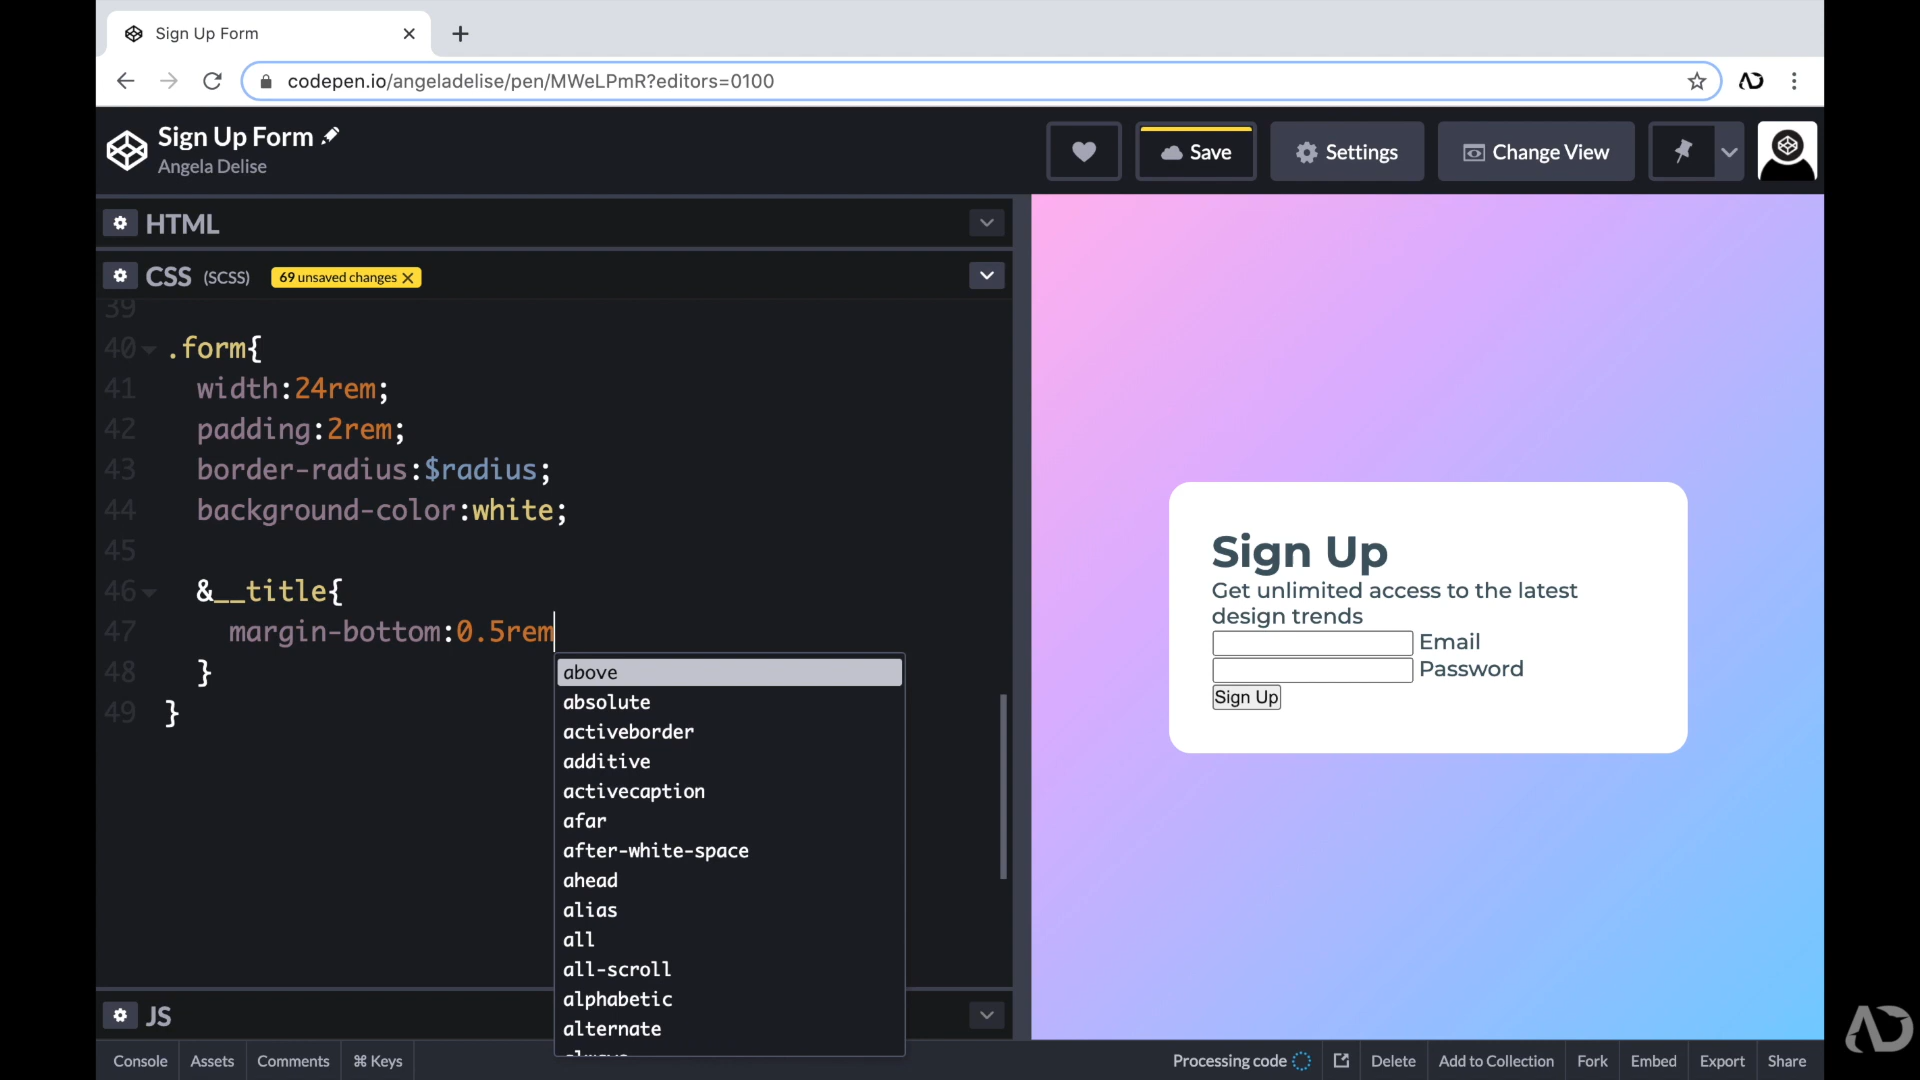 Sign Up Form
codepen.io/angeladelise/pen/MWeLPmR?editors=0100
Sign Up Form
Angela Delise
Save
Settings
Change View
HTML
CSS (SCSS) 69 unsaved changes
39
40 .form{
41 width:24rem;
42 padding:2rem;
43 border-radius:$radius;
44 background-color:white;
45
46 &__title{
47 margin-bottom:0.5rem
48 }
49 }
above
absolute
activeborder
additive
activecaption
afar
after-white-space
ahead
alias
all
all-scroll
alphabetic
alternate
JS
Sign Up
Get unlimited access to the latest
design trends
Email
Password
Sign Up
Console
Assets
Comments
⌘ Keys
Processing code
Delete
Add to Collection
Fork
Embed
Export
Share